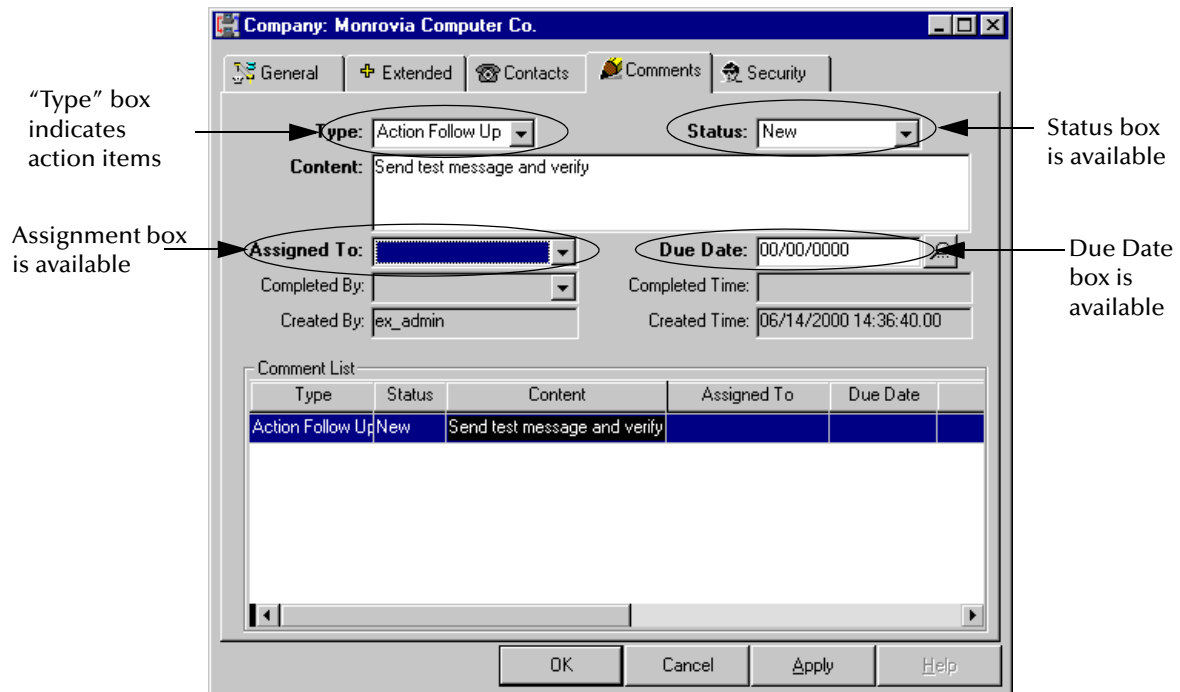 Company: Monrovia Computer Co.
General Extended Contacts Comments Security
“Type” box
indicates
action items
Type: Action Follow Up Status: New
Status box
is available
Content: Send test message and verify
Assignment box
is available
Assigned To: Due Date: 00/00/0000
Due Date
box is
available
Completed By: Completed Time:
Created By: ex_admin Created Time: 06/14/2000 14:36:40.00
Comment List
Type Status Content Assigned To Due Date
Action Follow Up New Send test message and verify
OK Cancel Apply Help